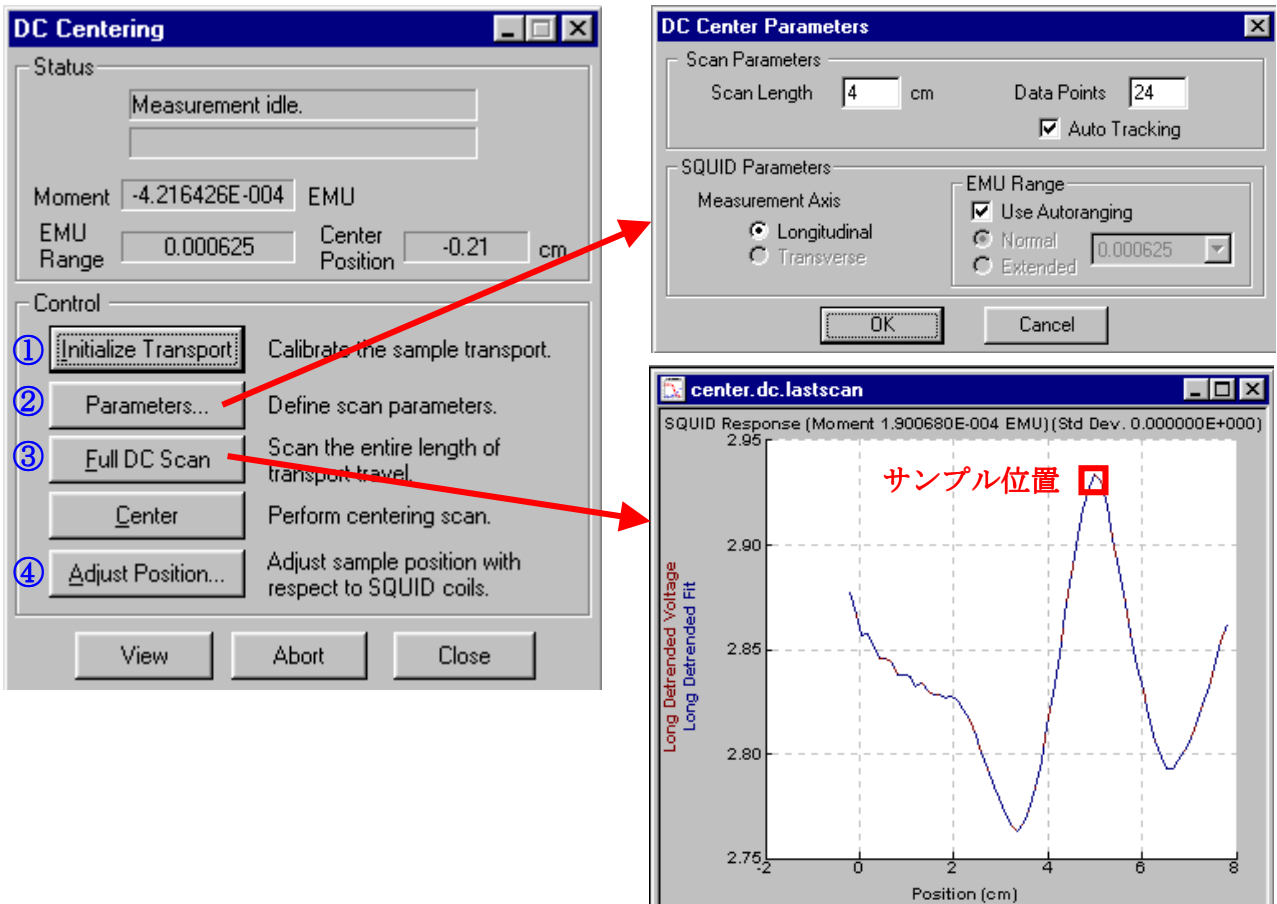 DC Centering
Status
Measurement idle.
Moment -4.216426E-004 EMU
EMU Range 0.000625 Center Position -0.21 cm
Control
① Initialize Transport Calibrate the sample transport.
② Parameters... Define scan parameters.
③ Full DC Scan Scan the entire length of
transport travel.
Center Perform centering scan.
④ Adjust Position... Adjust sample position with
respect to SQUID coils.
View Abort Close
DC Center Parameters
Scan Parameters
Scan Length 4 cm Data Points 24
Auto Tracking
SQUID Parameters
Measurement Axis
Longitudinal
Transverse
EMU Range
Use Autoranging
Normal
Extended
0.000625
OK Cancel
center.dc.lastscan
SQUID Response (Moment 1.900680E-004 EMU)(Std Dev. 0.000000E+000)
サンプル位置
Long Detrended Voltage
Long Detrended Fit
2.95
2.90
2.85
2.80
2.75
-2 0 2 4 6 8
Position (cm)